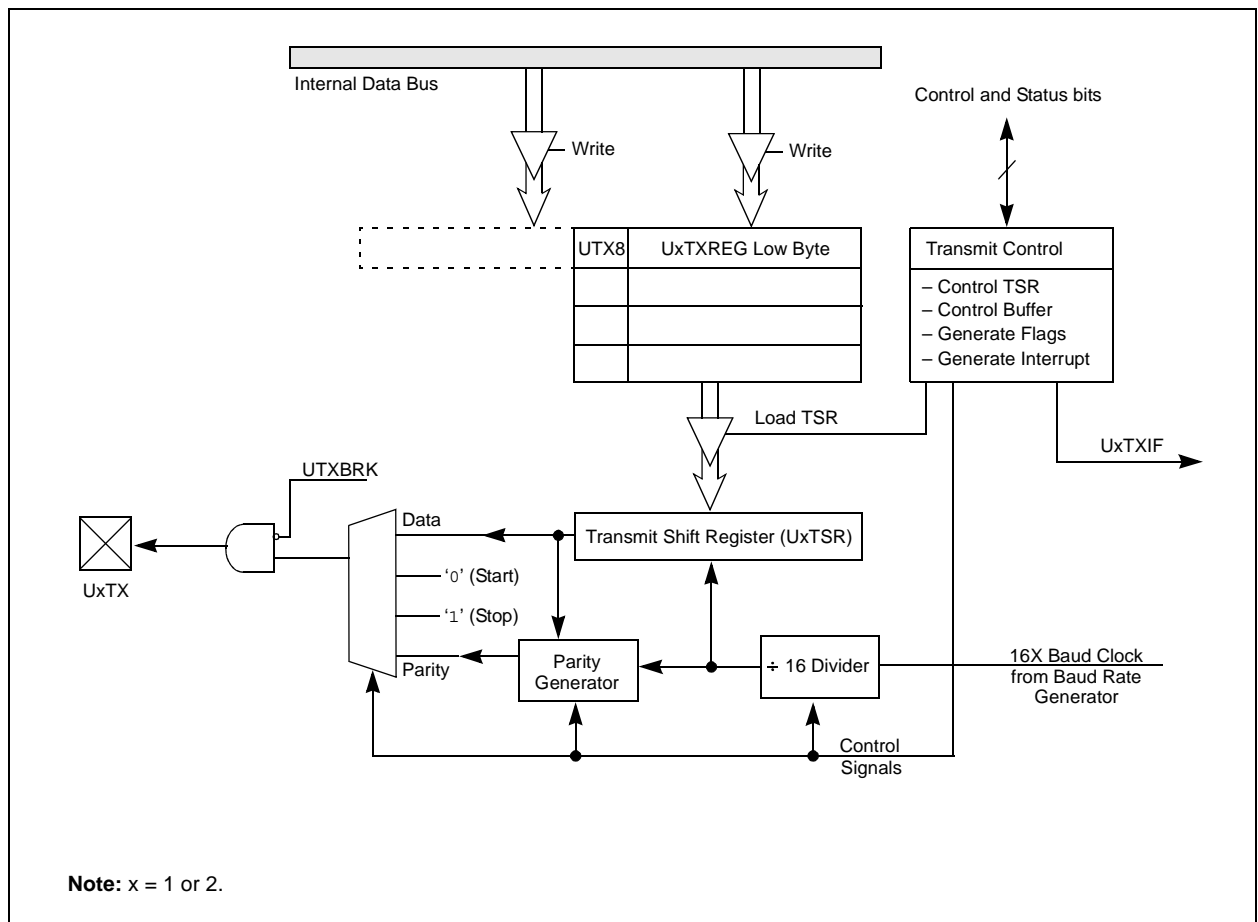 Internal Data Bus
Control and Status bits
Write
Write
UTX8
UxTXREG Low Byte
Transmit Control
– Control TSR
– Control Buffer
– Generate Flags
– Generate Interrupt
Load TSR
UxTXIF
UTXBRK
Data
Transmit Shift Register (UxTSR)
UxTX
‘0’ (Start)
‘1’ (Stop)
Parity
Parity
Generator
÷ 16 Divider
16X Baud Clock
from Baud Rate
Generator
Control
Signals
Note: x = 1 or 2.